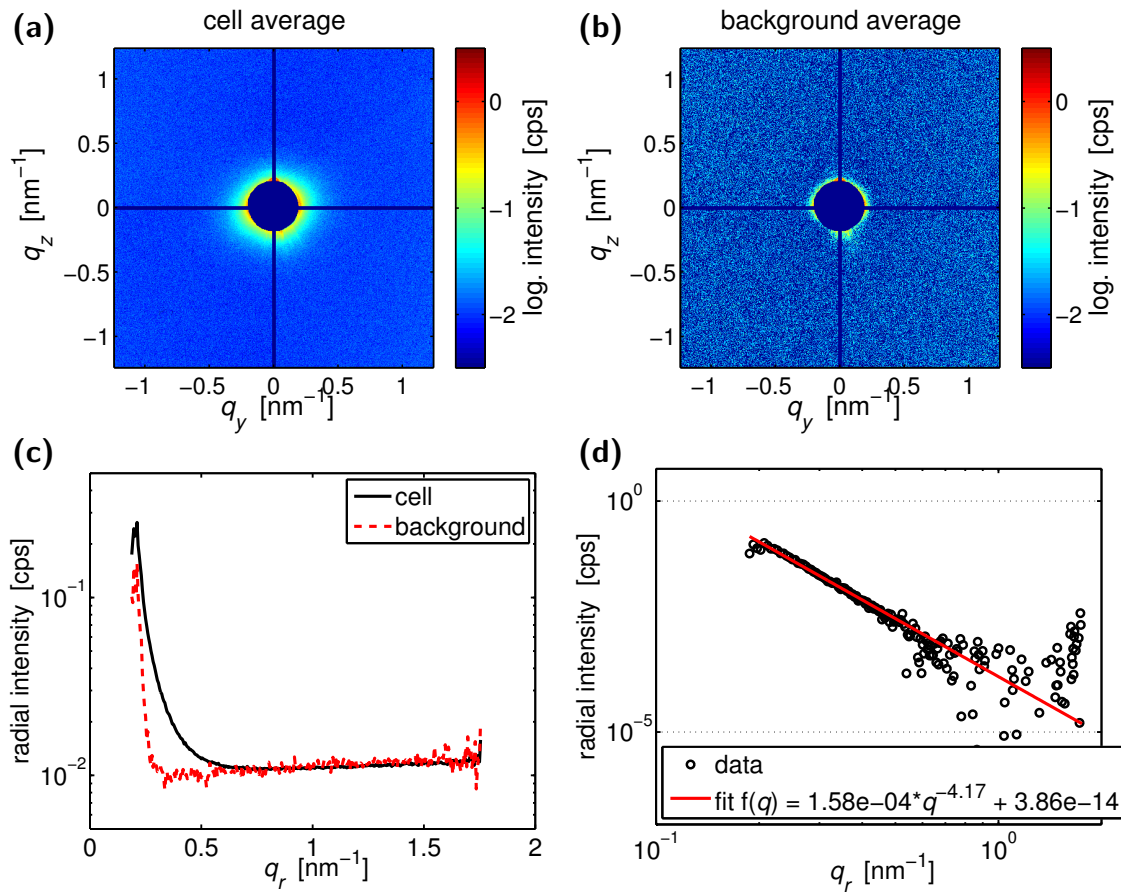 (a) cell average
1
0.5
0
−0.5
−1
q_z [nm⁻¹]
−1 −0.5 0 0.5 1
q_y [nm⁻¹]
0
−1
−2
log. intensity [cps]
(b) background average
1
0.5
0
−0.5
−1
q_z [nm⁻¹]
−1 −0.5 0 0.5 1
q_y [nm⁻¹]
0
−1
−2
log. intensity [cps]
(c)
cell
background
10⁻¹
10⁻²
radial intensity [cps]
0 0.5 1 1.5 2
q_r [nm⁻¹]
(d)
10⁰
10⁻⁵
radial intensity [cps]
data
fit f(q) = 1.58e−04*q⁻⁴·¹⁷ + 3.86e−14
10⁻¹ 10⁰
q_r [nm⁻¹]